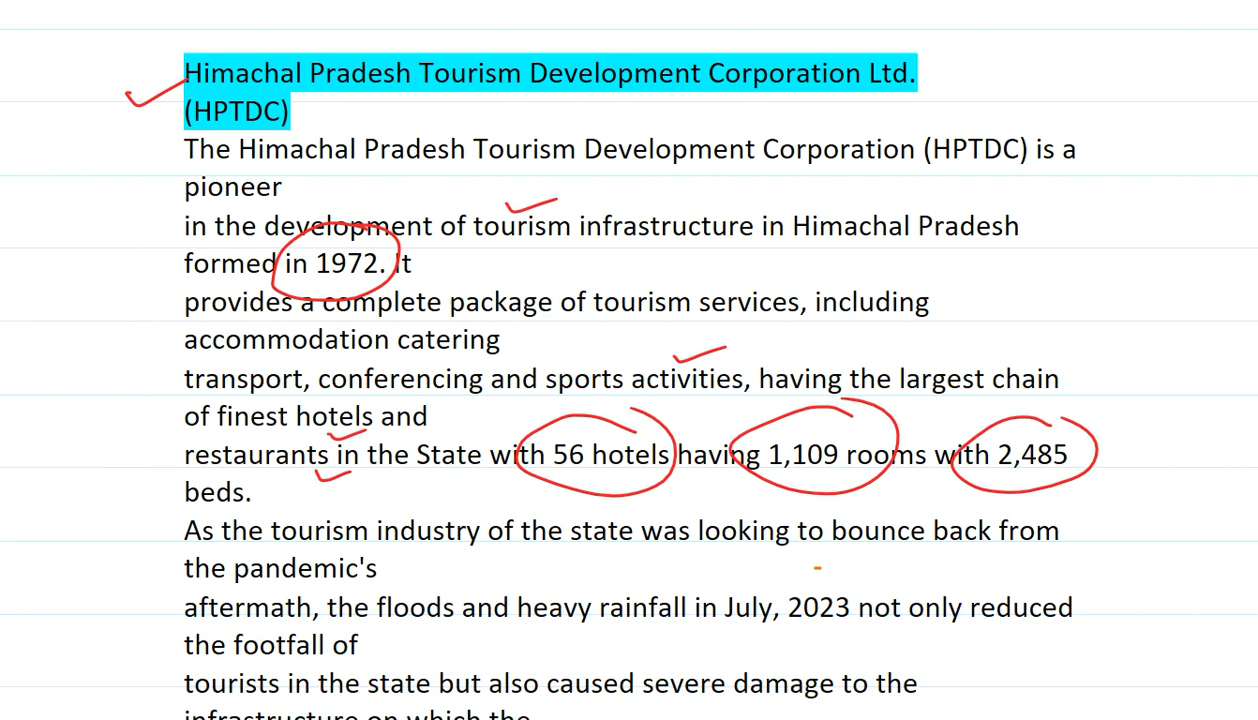 Himachal Pradesh Tourism Development Corporation Ltd.
(HPTDC)
The Himachal Pradesh Tourism Development Corporation (HPTDC) is a
pioneer
in the development of tourism infrastructure in Himachal Pradesh
formed in 1972. It
provides a complete package of tourism services, including
accommodation catering
transport, conferencing and sports activities, having the largest chain
of finest hotels and
restaurants in the State with 56 hotels having 1,109 rooms with 2,485
beds.
As the tourism industry of the state was looking to bounce back from
the pandemic's
aftermath, the floods and heavy rainfall in July, 2023 not only reduced
the footfall of
tourists in the state but also caused severe damage to the
infrastructure on which the